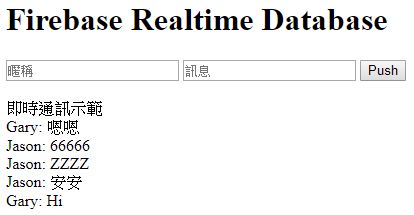 Firebase Realtime Database
暱稱 訊息 Push
即時通訊示範
Gary: 嗯嗯
Jason: 66666
Jason: ZZZZ
Jason: 安安
Gary: Hi